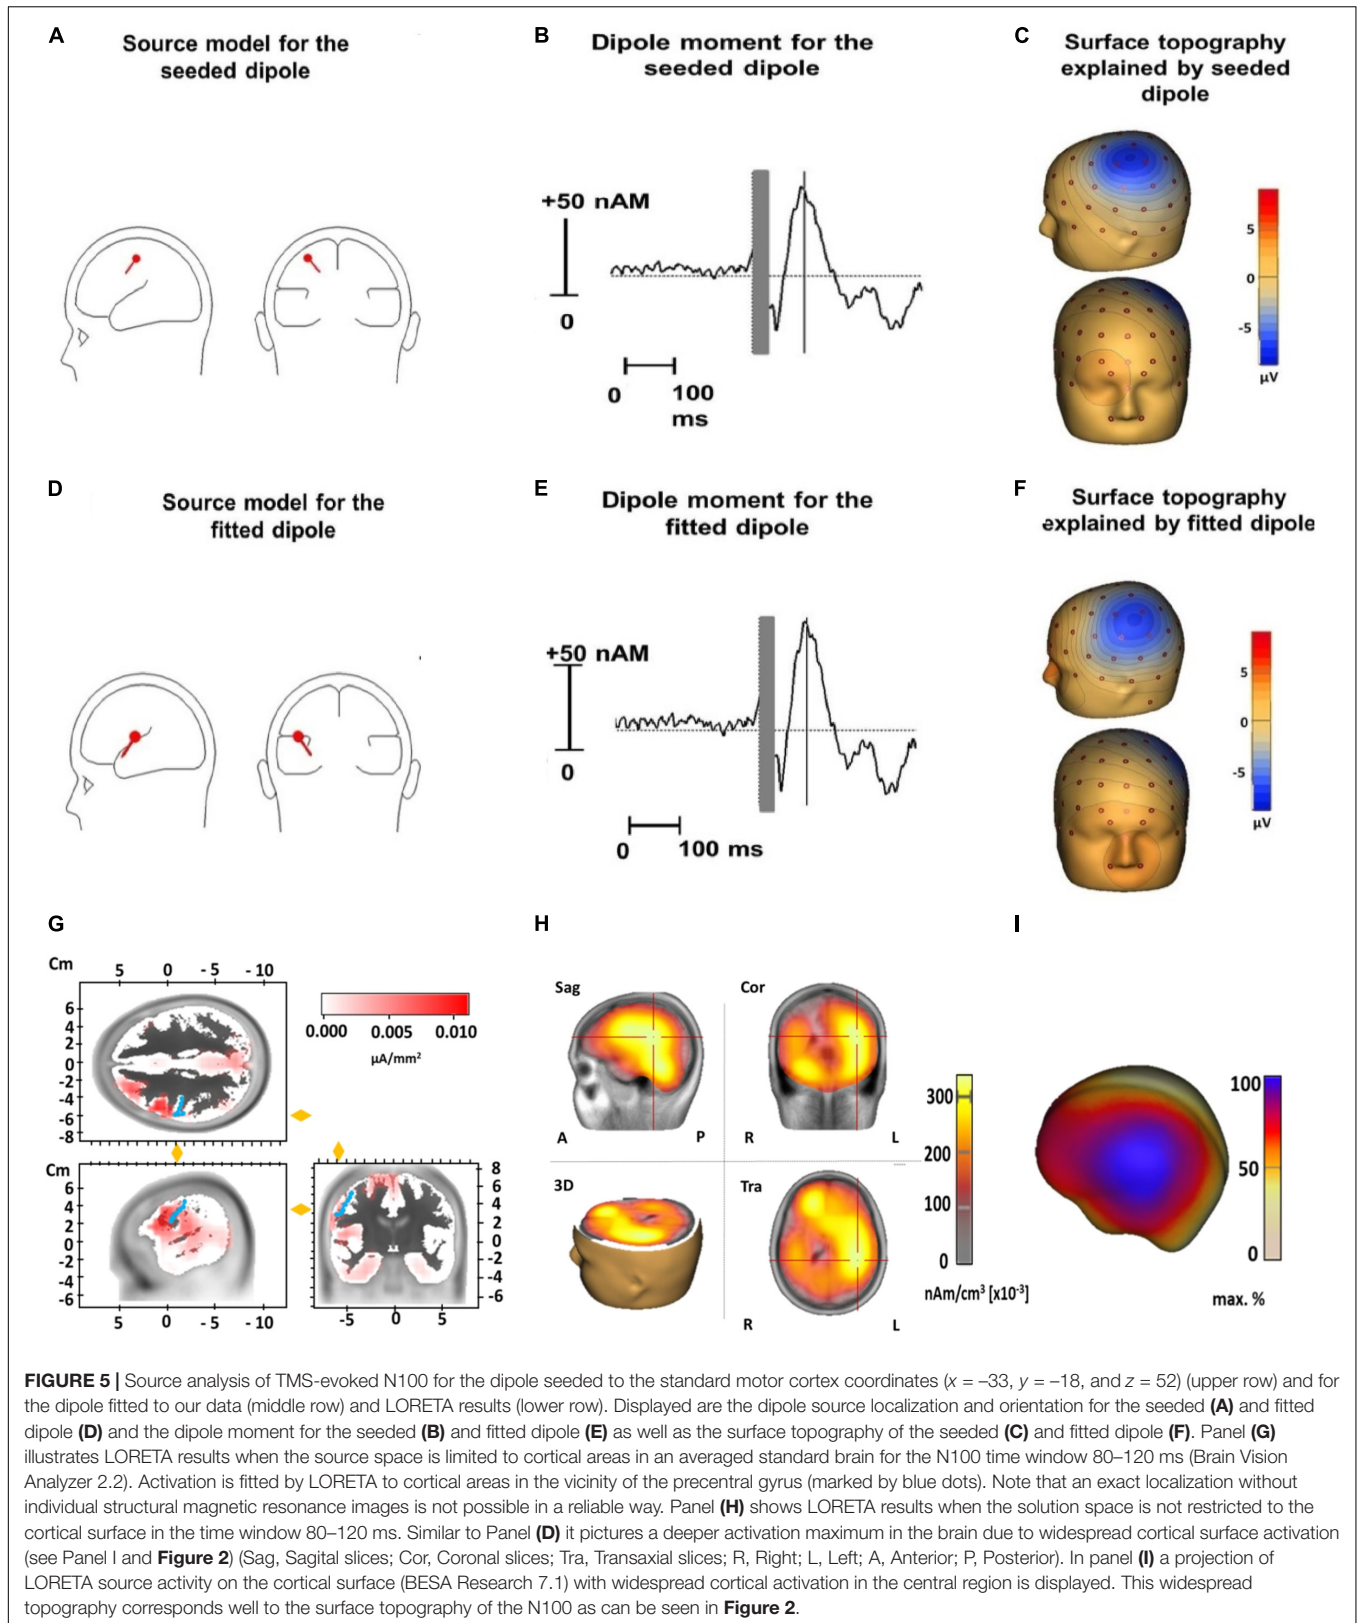 A
Source model for the
seeded dipole
B
Dipole moment for the
seeded dipole
+50 nAM
0
0 100
ms
C
Surface topography
explained by seeded
dipole
5
0
-5
µV
D
Source model for the
fitted dipole
E
Dipole moment for the
fitted dipole
+50 nAM
0
0 100 ms
F
Surface topography
explained by fitted dipole
5
0
-5
µV
G
Cm 5 0 - 5 - 10
6
4
2
0
-2
-4
-6
-8
0.000 0.005 0.010
µA/mm²
Cm
6
4
2
0
-2
-4
-6
5 0 - 5 - 10
8
6
4
2
0
-2
-4
-6
-5 0 5
H
Sag
A P
Cor
R L
3D
Tra
R L
300
200
100
0
nAm/cm³ [x10⁻³]
I
100
50
0
max. %
FIGURE 5 | Source analysis of TMS-evoked N100 for the dipole seeded to the standard motor cortex coordinates (x = –33, y = –18, and z = 52) (upper row) and for
the dipole fitted to our data (middle row) and LORETA results (lower row). Displayed are the dipole source localization and orientation for the seeded (A) and fitted
dipole (D) and the dipole moment for the seeded (B) and fitted dipole (E) as well as the surface topography of the seeded (C) and fitted dipole (F). Panel (G)
illustrates LORETA results when the source space is limited to cortical areas in an averaged standard brain for the N100 time window 80–120 ms (Brain Vision
Analyzer 2.2). Activation is fitted by LORETA to cortical areas in the vicinity of the precentral gyrus (marked by blue dots). Note that an exact localization without
individual structural magnetic resonance images is not possible in a reliable way. Panel (H) shows LORETA results when the solution space is not restricted to the
cortical surface in the time window 80–120 ms. Similar to Panel (D) it pictures a deeper activation maximum in the brain due to widespread cortical surface activation
(see Panel I and Figure 2) (Sag, Sagital slices; Cor, Coronal slices; Tra, Transaxial slices; R, Right; L, Left; A, Anterior; P, Posterior). In panel (I) a projection of
LORETA source activity on the cortical surface (BESA Research 7.1) with widespread cortical activation in the central region is displayed. This widespread
topography corresponds well to the surface topography of the N100 as can be seen in Figure 2.